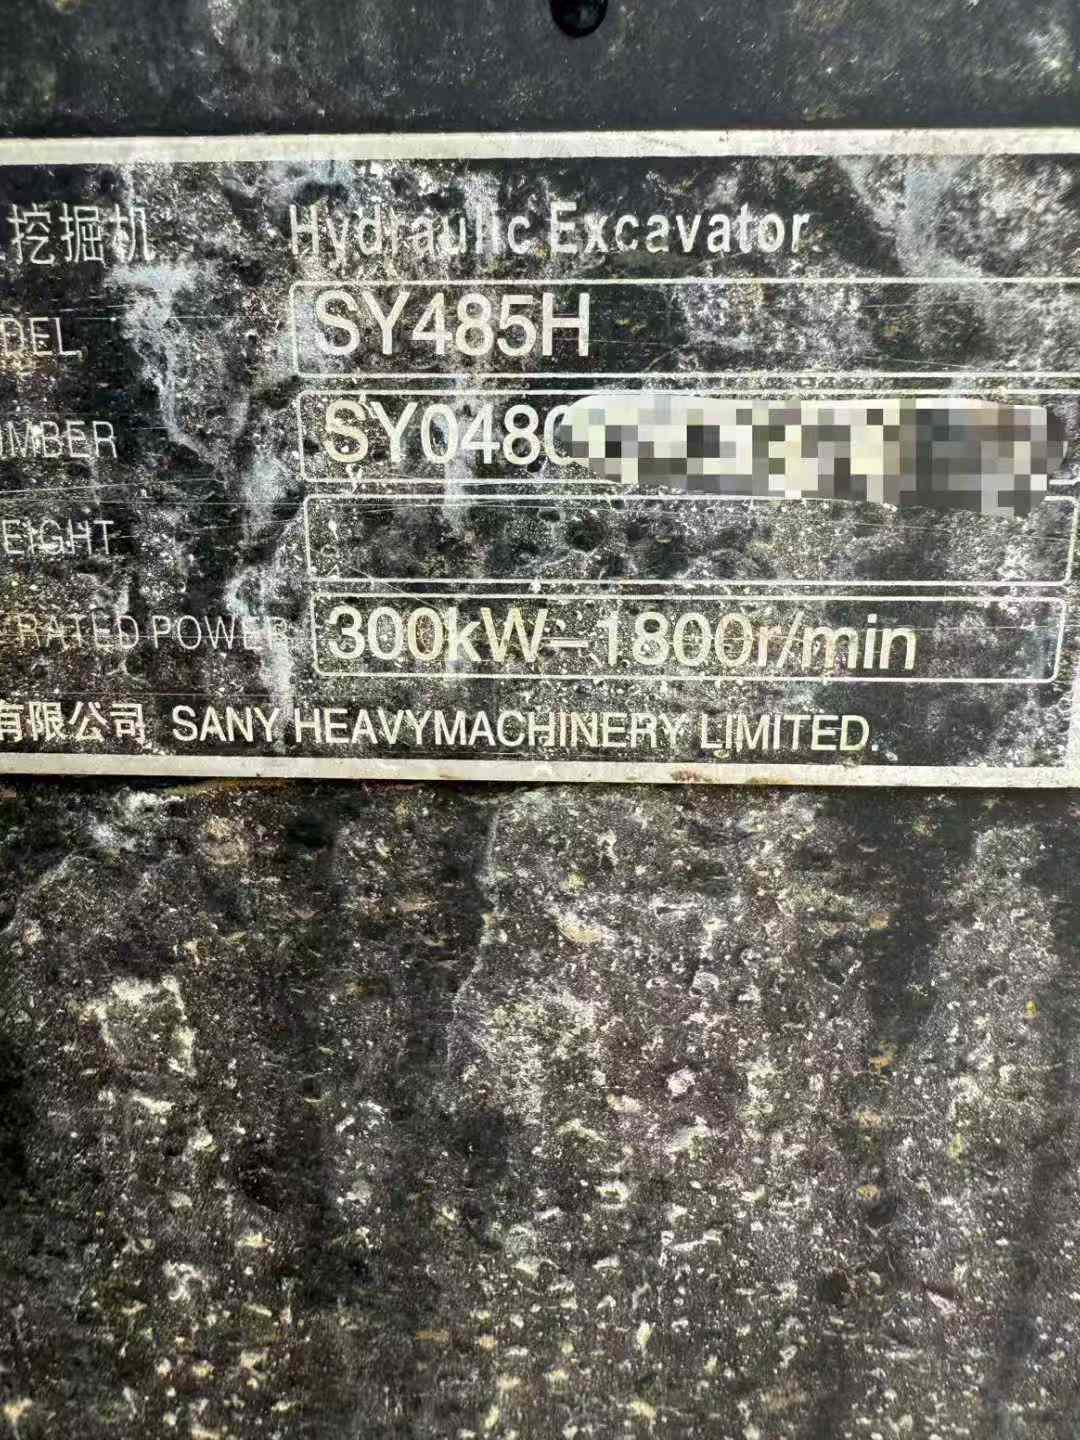 挖掘机 Hydraulic Excavator
DEL SY485H
MBER SY0480
EIGHT
RATED POWER 300kW-1800r/min
有限公司 SANY HEAVYMACHINERY LIMITED.